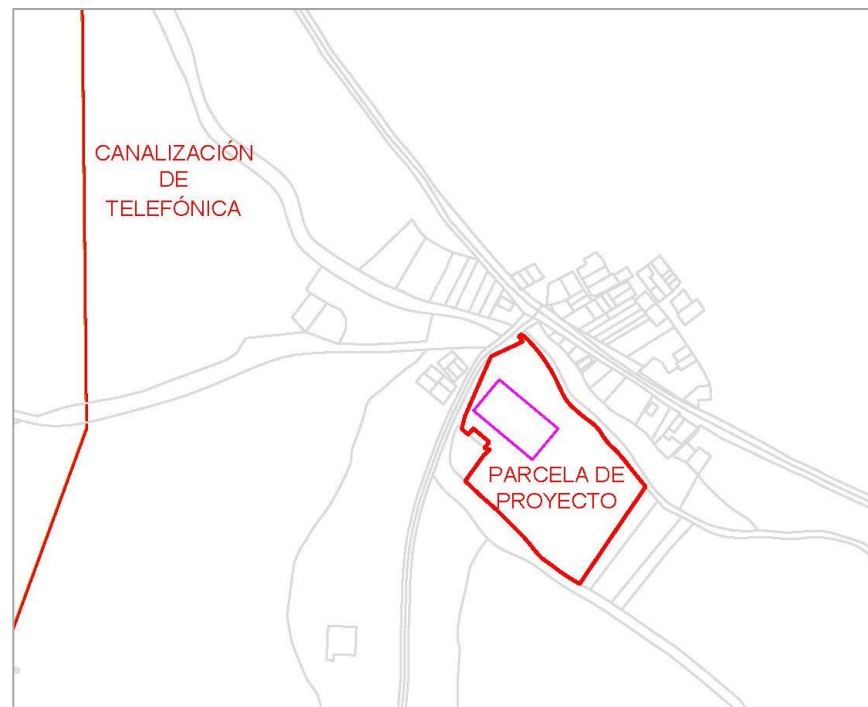 CANALIZACIÓN
DE
TELEFÓNICA
PARCELA DE
PROYECTO